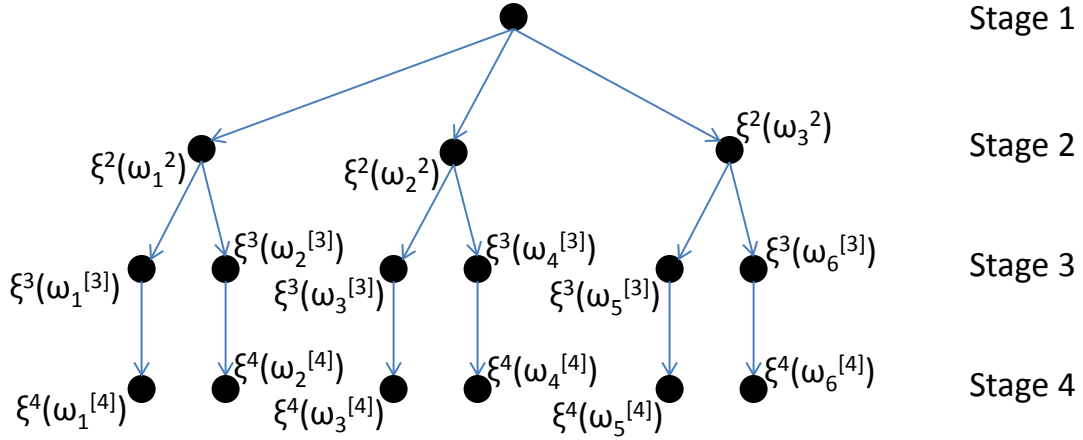 Stage 1
ξ²(ω₁²)
ξ²(ω₂²)
ξ²(ω₃²)
Stage 2
ξ³(ω₁^[3])
ξ³(ω₂^[3])
ξ³(ω₃^[3])
ξ³(ω₄^[3])
ξ³(ω₅^[3])
ξ³(ω₆^[3])
Stage 3
ξ⁴(ω₁^[4])
ξ⁴(ω₂^[4])
ξ⁴(ω₃^[4])
ξ⁴(ω₄^[4])
ξ⁴(ω₅^[4])
ξ⁴(ω₆^[4])
Stage 4